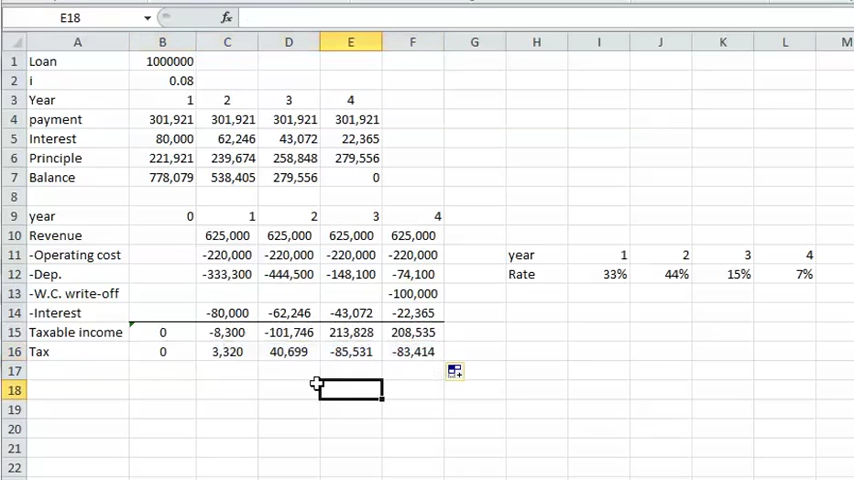 E18 fx
A B C D E F G H I J K L M
1 Loan 1000000
2 i 0.08
3 Year 1 2 3 4
4 payment 301,921 301,921 301,921 301,921
5 Interest 80,000 62,246 43,072 22,365
6 Principle 221,921 239,674 258,848 279,556
7 Balance 778,079 538,405 279,556 0
8
9 year 0 1 2 3 4
10 Revenue 625,000 625,000 625,000 625,000
11 -Operating cost -220,000 -220,000 -220,000 -220,000 year 1 2 3 4
12 -Dep. -333,300 -444,500 -148,100 -74,100 Rate 33% 44% 15% 7%
13 -W.C. write-off -100,000
14 -Interest -80,000 -62,246 -43,072 -22,365
15 Taxable income 0 -8,300 -101,746 213,828 208,535
16 Tax 0 3,320 40,699 -85,531 -83,414
17
18
19
20
21
22